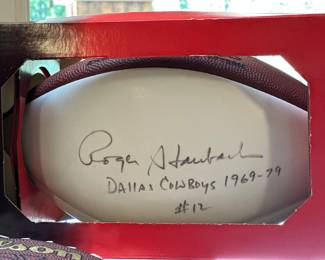 Roger Staubach
DALLAS COWBOYS 1969-79
#12